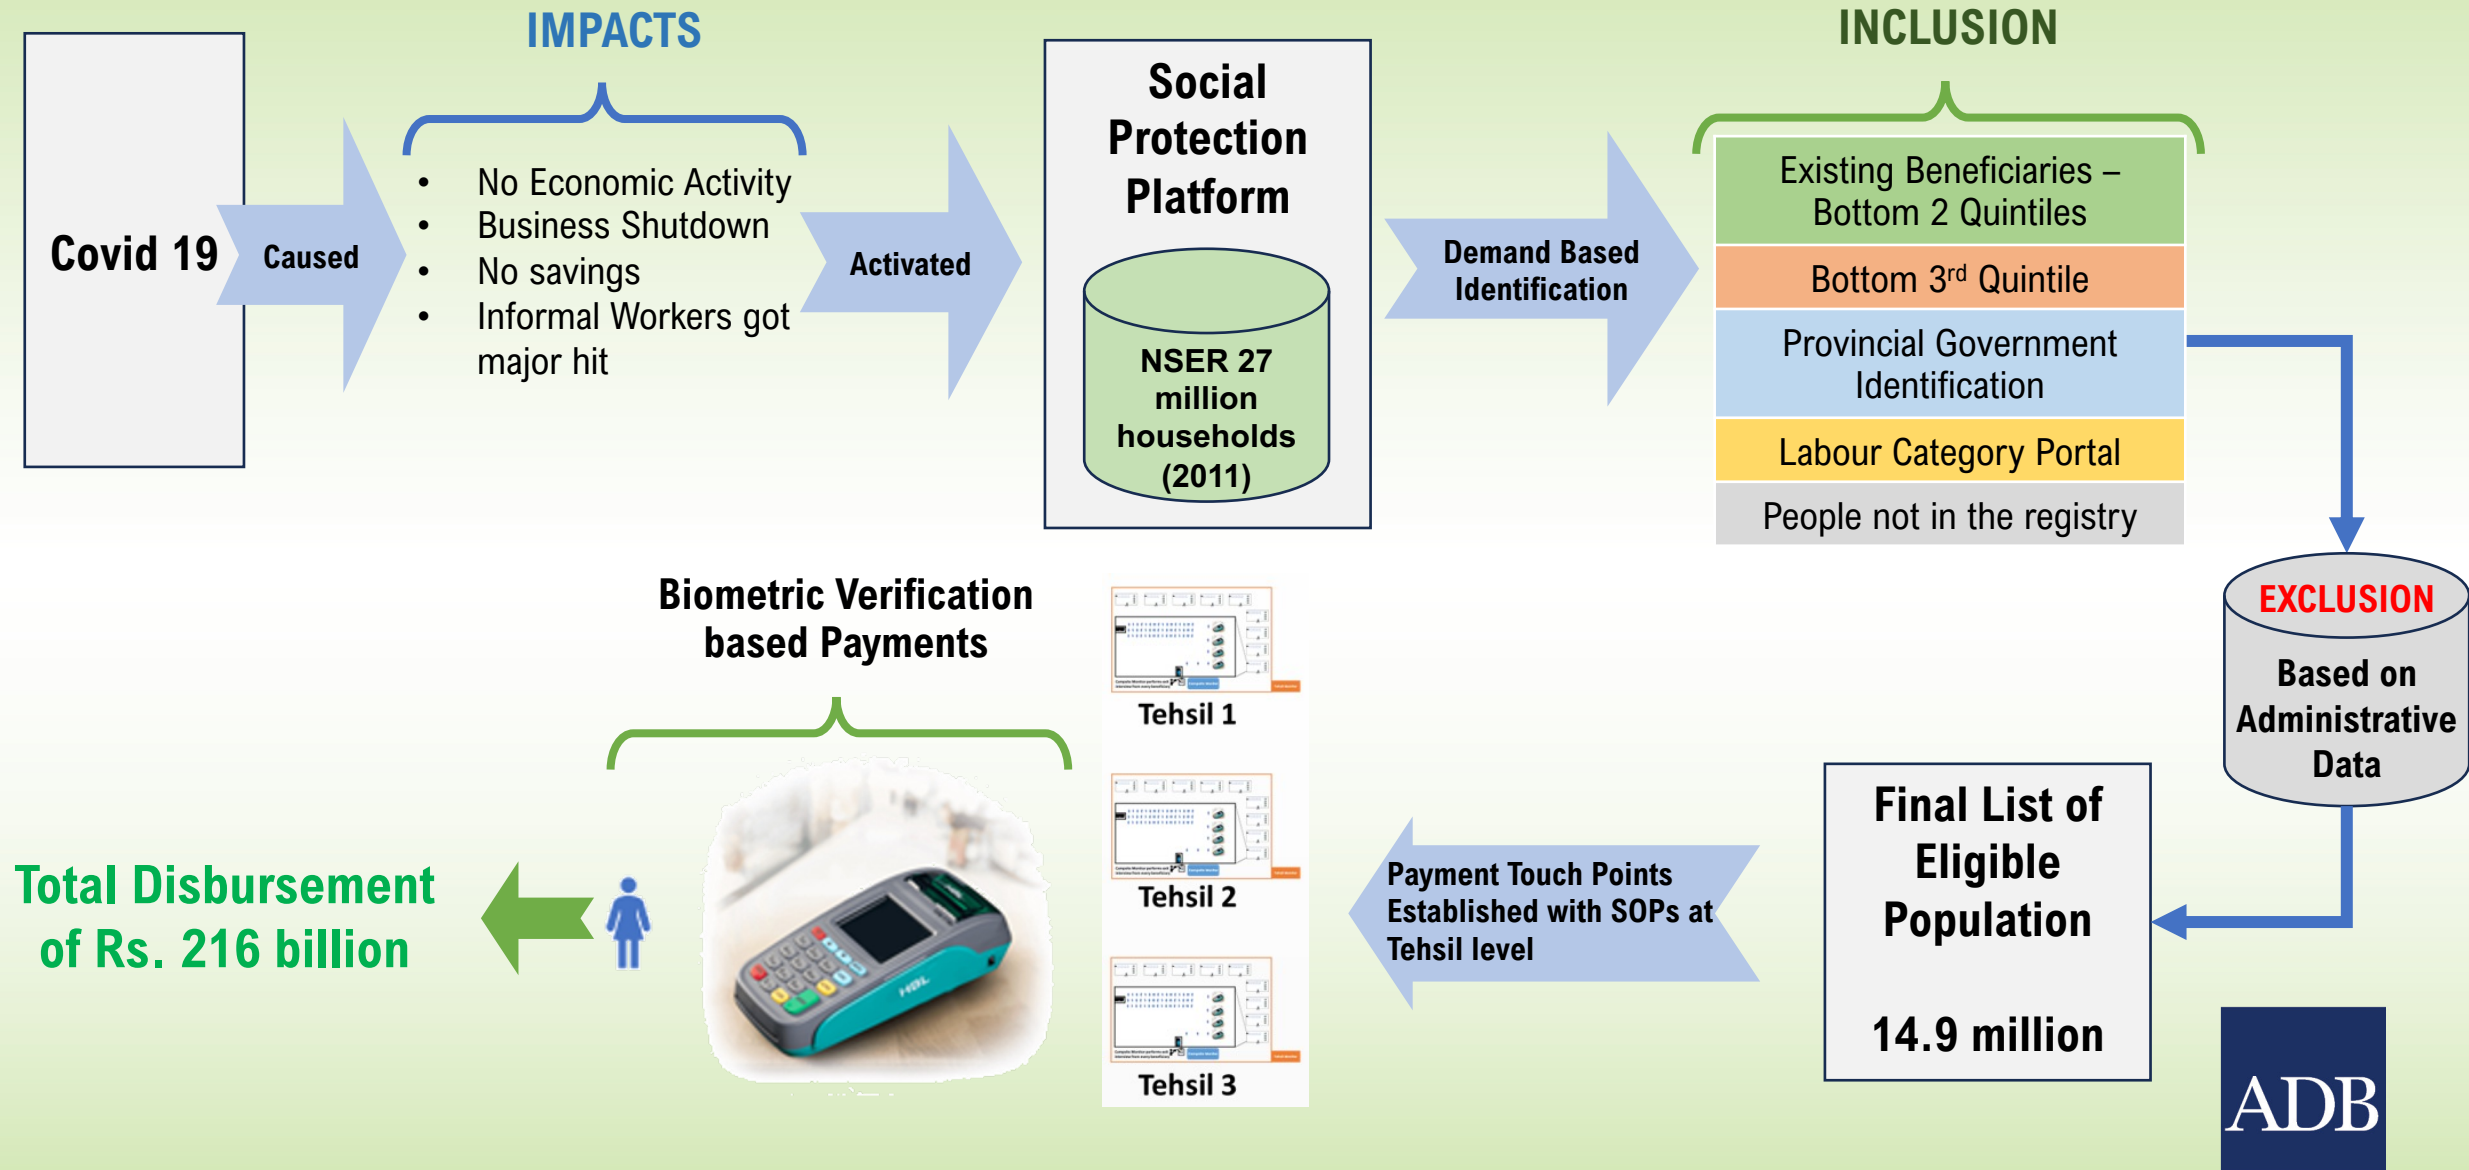 IMPACTS
INCLUSION
Covid 19
Caused
• No Economic Activity
• Business Shutdown
• No savings
• Informal Workers got
major hit
Activated
Social
Protection
Platform
NSER 27
million
households
(2011)
Demand Based
Identification
Existing Beneficiaries –
Bottom 2 Quintiles
Bottom 3rd Quintile
Provincial Government
Identification
Labour Category Portal
People not in the registry
EXCLUSION
Based on
Administrative
Data
Final List of
Eligible
Population
14.9 million
Payment Touch Points
Established with SOPs at
Tehsil level
Tehsil 1
Tehsil 2
Tehsil 3
Biometric Verification
based Payments
HBL
Total Disbursement
of Rs. 216 billion
ADB